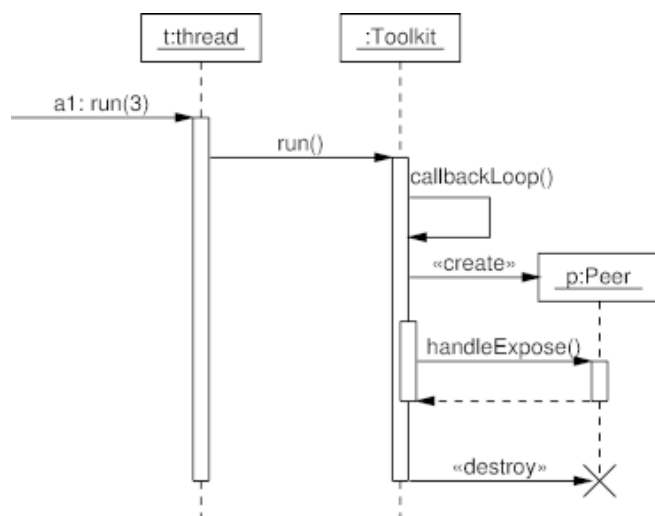 t:thread
:Toolkit
a1: run(3)
run()
callbackLoop()
«create»
p:Peer
handleExpose()
«destroy»